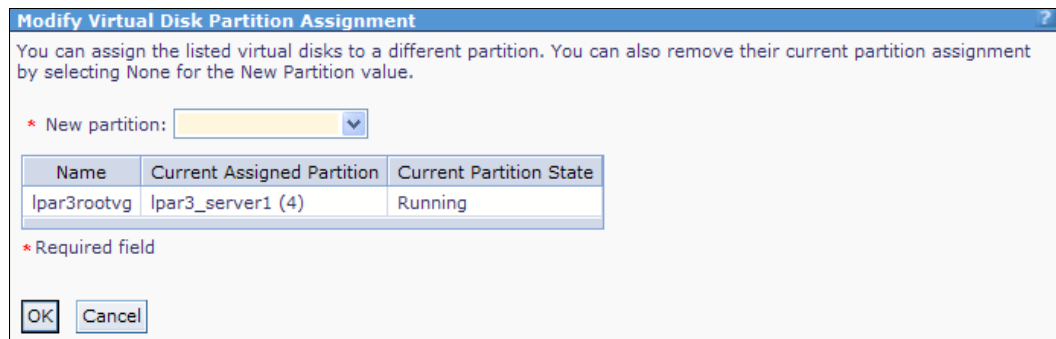 Modify Virtual Disk Partition Assignment ?
You can assign the listed virtual disks to a different partition. You can also remove their current partition assignment
by selecting None for the New Partition value.
* New partition:
Name Current Assigned Partition Current Partition State
lpar3rootvg lpar3_server1 (4) Running
* Required field
OK Cancel